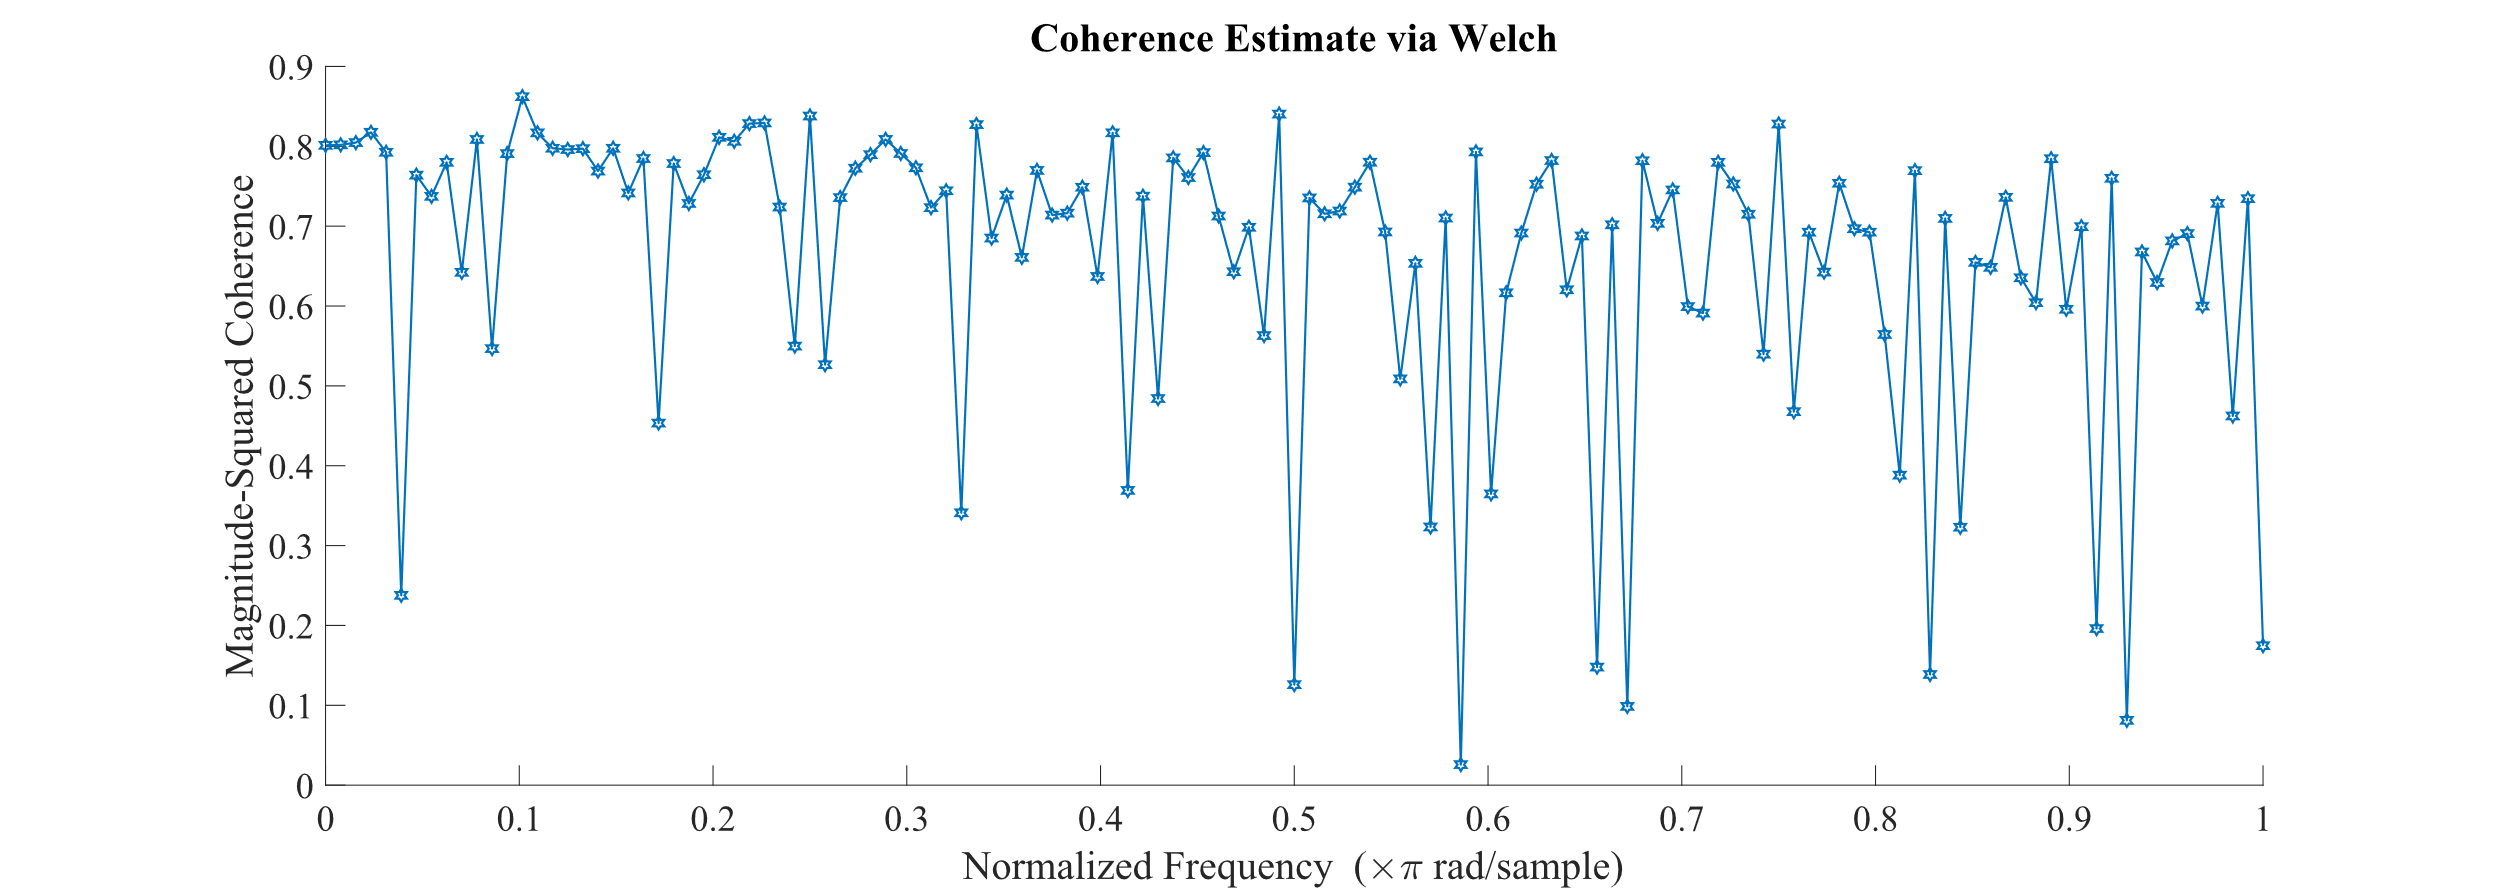 Coherence Estimate via Welch
Magnitude-Squared Coherence
0.9
0.8
0.7
0.6
0.5
0.4
0.3
0.2
0.1
0
0 0.1 0.2 0.3 0.4 0.5 0.6 0.7 0.8 0.9 1
Normalized Frequency (×π rad/sample)